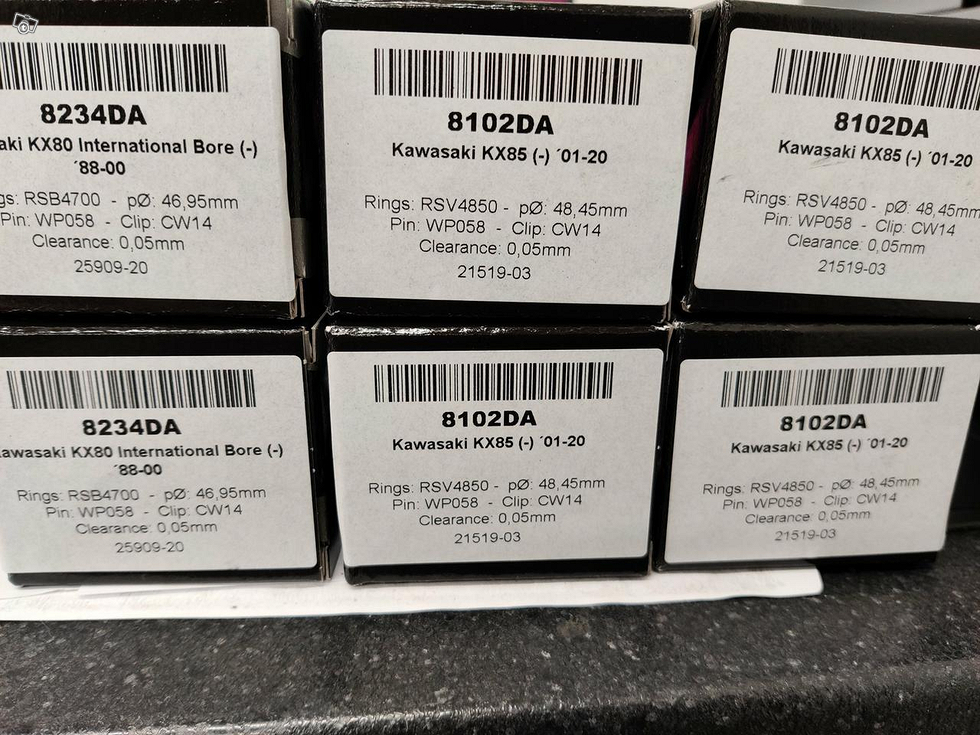 8234DA
aki KX80 International Bore (-)
´88-00
gs: RSB4700 - pØ: 46,95mm
Pin: WP058 - Clip: CW14
Clearance: 0,05mm
25909-20
8102DA
Kawasaki KX85 (-) ´01-20
Rings: RSV4850 - pØ: 48,45mm
Pin: WP058 - Clip: CW14
Clearance: 0,05mm
21519-03
8102DA
Kawasaki KX85 (-) ´01-20
Rings: RSV4850 - pØ: 48,45mm
Pin: WP058 - Clip: CW14
Clearance: 0,05mm
21519-03
8234DA
awasaki KX80 International Bore (-)
´88-00
Rings: RSB4700 - pØ: 46,95mm
Pin: WP058 - Clip: CW14
Clearance: 0,05mm
25909-20
8102DA
Kawasaki KX85 (-) ´01-20
Rings: RSV4850 - pØ: 48,45mm
Pin: WP058 - Clip: CW14
Clearance: 0,05mm
21519-03
8102DA
Kawasaki KX85 (-) ´01-20
Rings: RSV4850 - pØ: 48,45mm
Pin: WP058 - Clip: CW14
Clearance: 0,05mm
21519-03